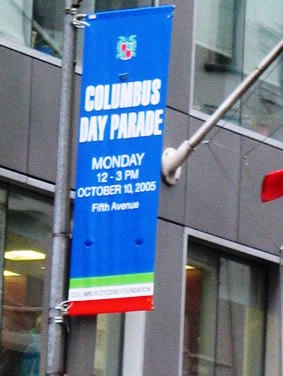 COLUMBUS
DAY PARADE
MONDAY
12 - 3 PM
OCTOBER 10, 2005
Fifth Avenue
COLUMBUS CITIZENS FOUNDATION